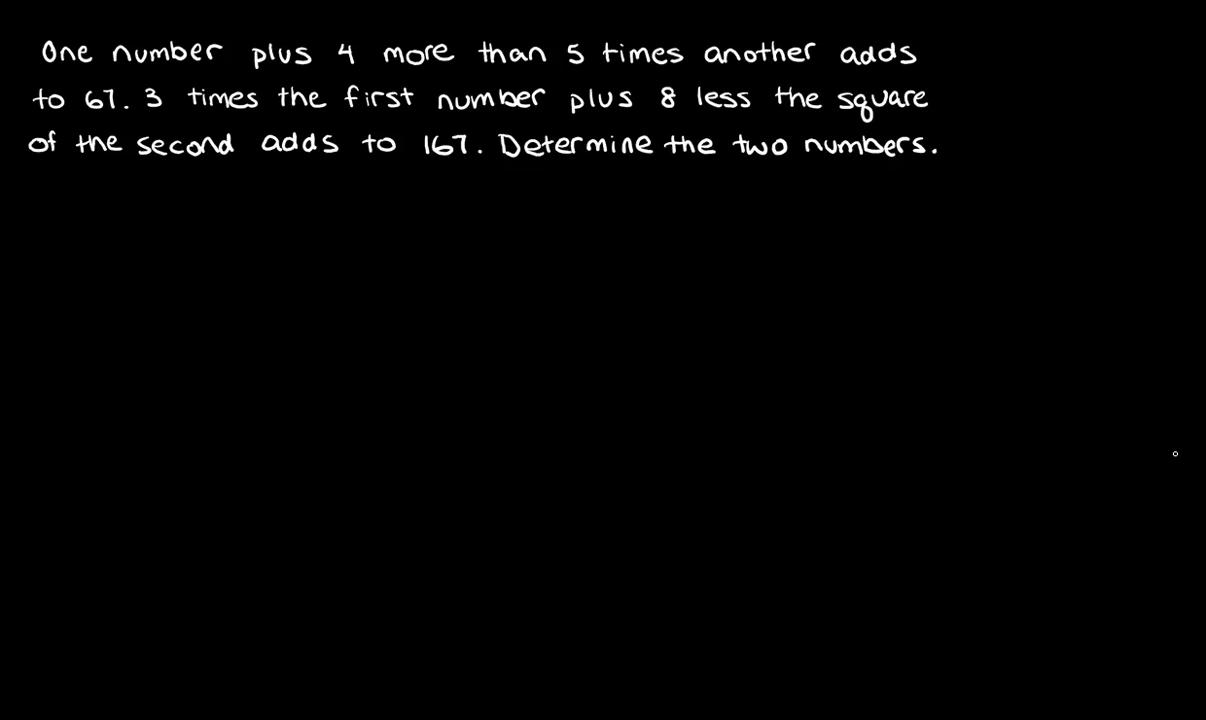 One number plus 4 more than 5 times another adds
to 67. 3 times the first number plus 8 less the square
of the second adds to 167. Determine the two numbers.